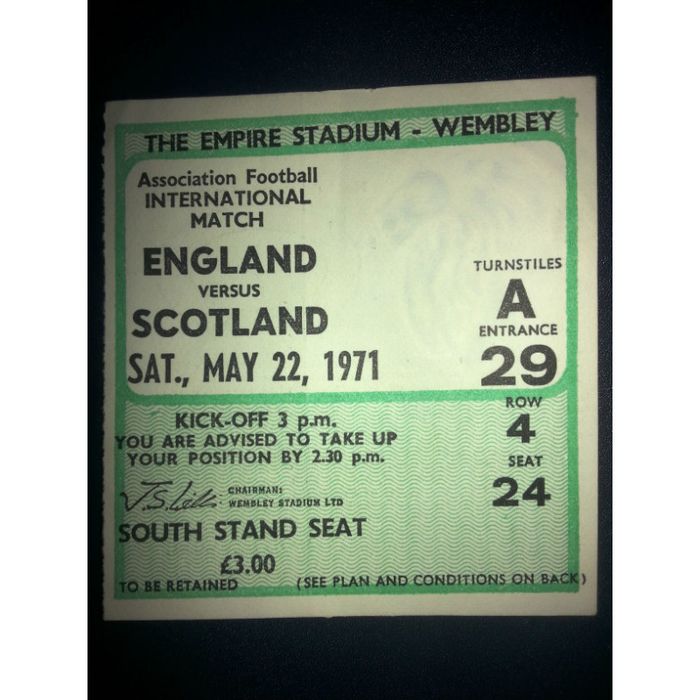 THE EMPIRE STADIUM - WEMBLEY
Association Football
INTERNATIONAL
MATCH
ENGLAND
VERSUS
SCOTLAND
SAT., MAY 22, 1971
TURNSTILES
A
ENTRANCE
29
ROW
4
SEAT
24
KICK-OFF 3 p.m.
YOU ARE ADVISED TO TAKE UP
YOUR POSITION BY 2.30 p.m.
CHAIRMAN:
WEMBLEY STADIUM LTD
SOUTH STAND SEAT
£3.00
TO BE RETAINED
(SEE PLAN AND CONDITIONS ON BACK)